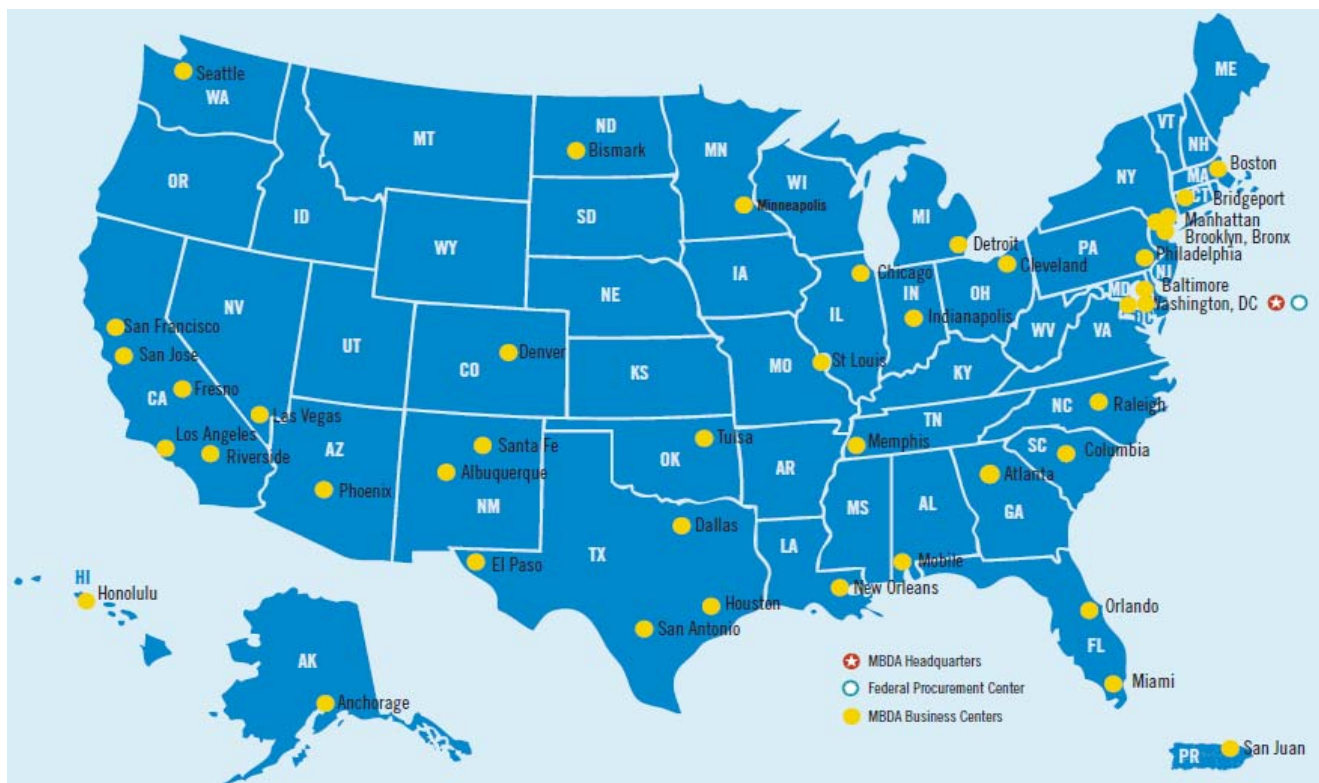 Seattle
WA
MT
ND
Bismark
MN
Minneapolis
WI
MI
ME
VT
NH
NY
MA
Boston
CT
Bridgeport
Manhattan
Brooklyn, Bronx
OR
ID
WY
SD
IA
NE
Detroit
Cleveland
PA
Philadelphia
NJ
Baltimore
MD
Washington, DC
DC
Chicago
IL
IN
Indianapolis
OH
WV
VA
NV
UT
CO
Denver
KS
MO
St Louis
KY
San Francisco
San Jose
CA
Fresno
Las Vegas
Los Angeles
Riverside
AZ
Phoenix
Santa Fe
Albuquerque
NM
Tulsa
OK
AR
TN
Memphis
NC
Raleigh
SC
Columbia
Atlanta
GA
MS
AL
Mobile
LA
New Orleans
Dallas
TX
El Paso
Houston
San Antonio
HI
Honolulu
AK
Anchorage
Orlando
FL
Miami
MBDA Headquarters
Federal Procurement Center
MBDA Business Centers
PR
San Juan